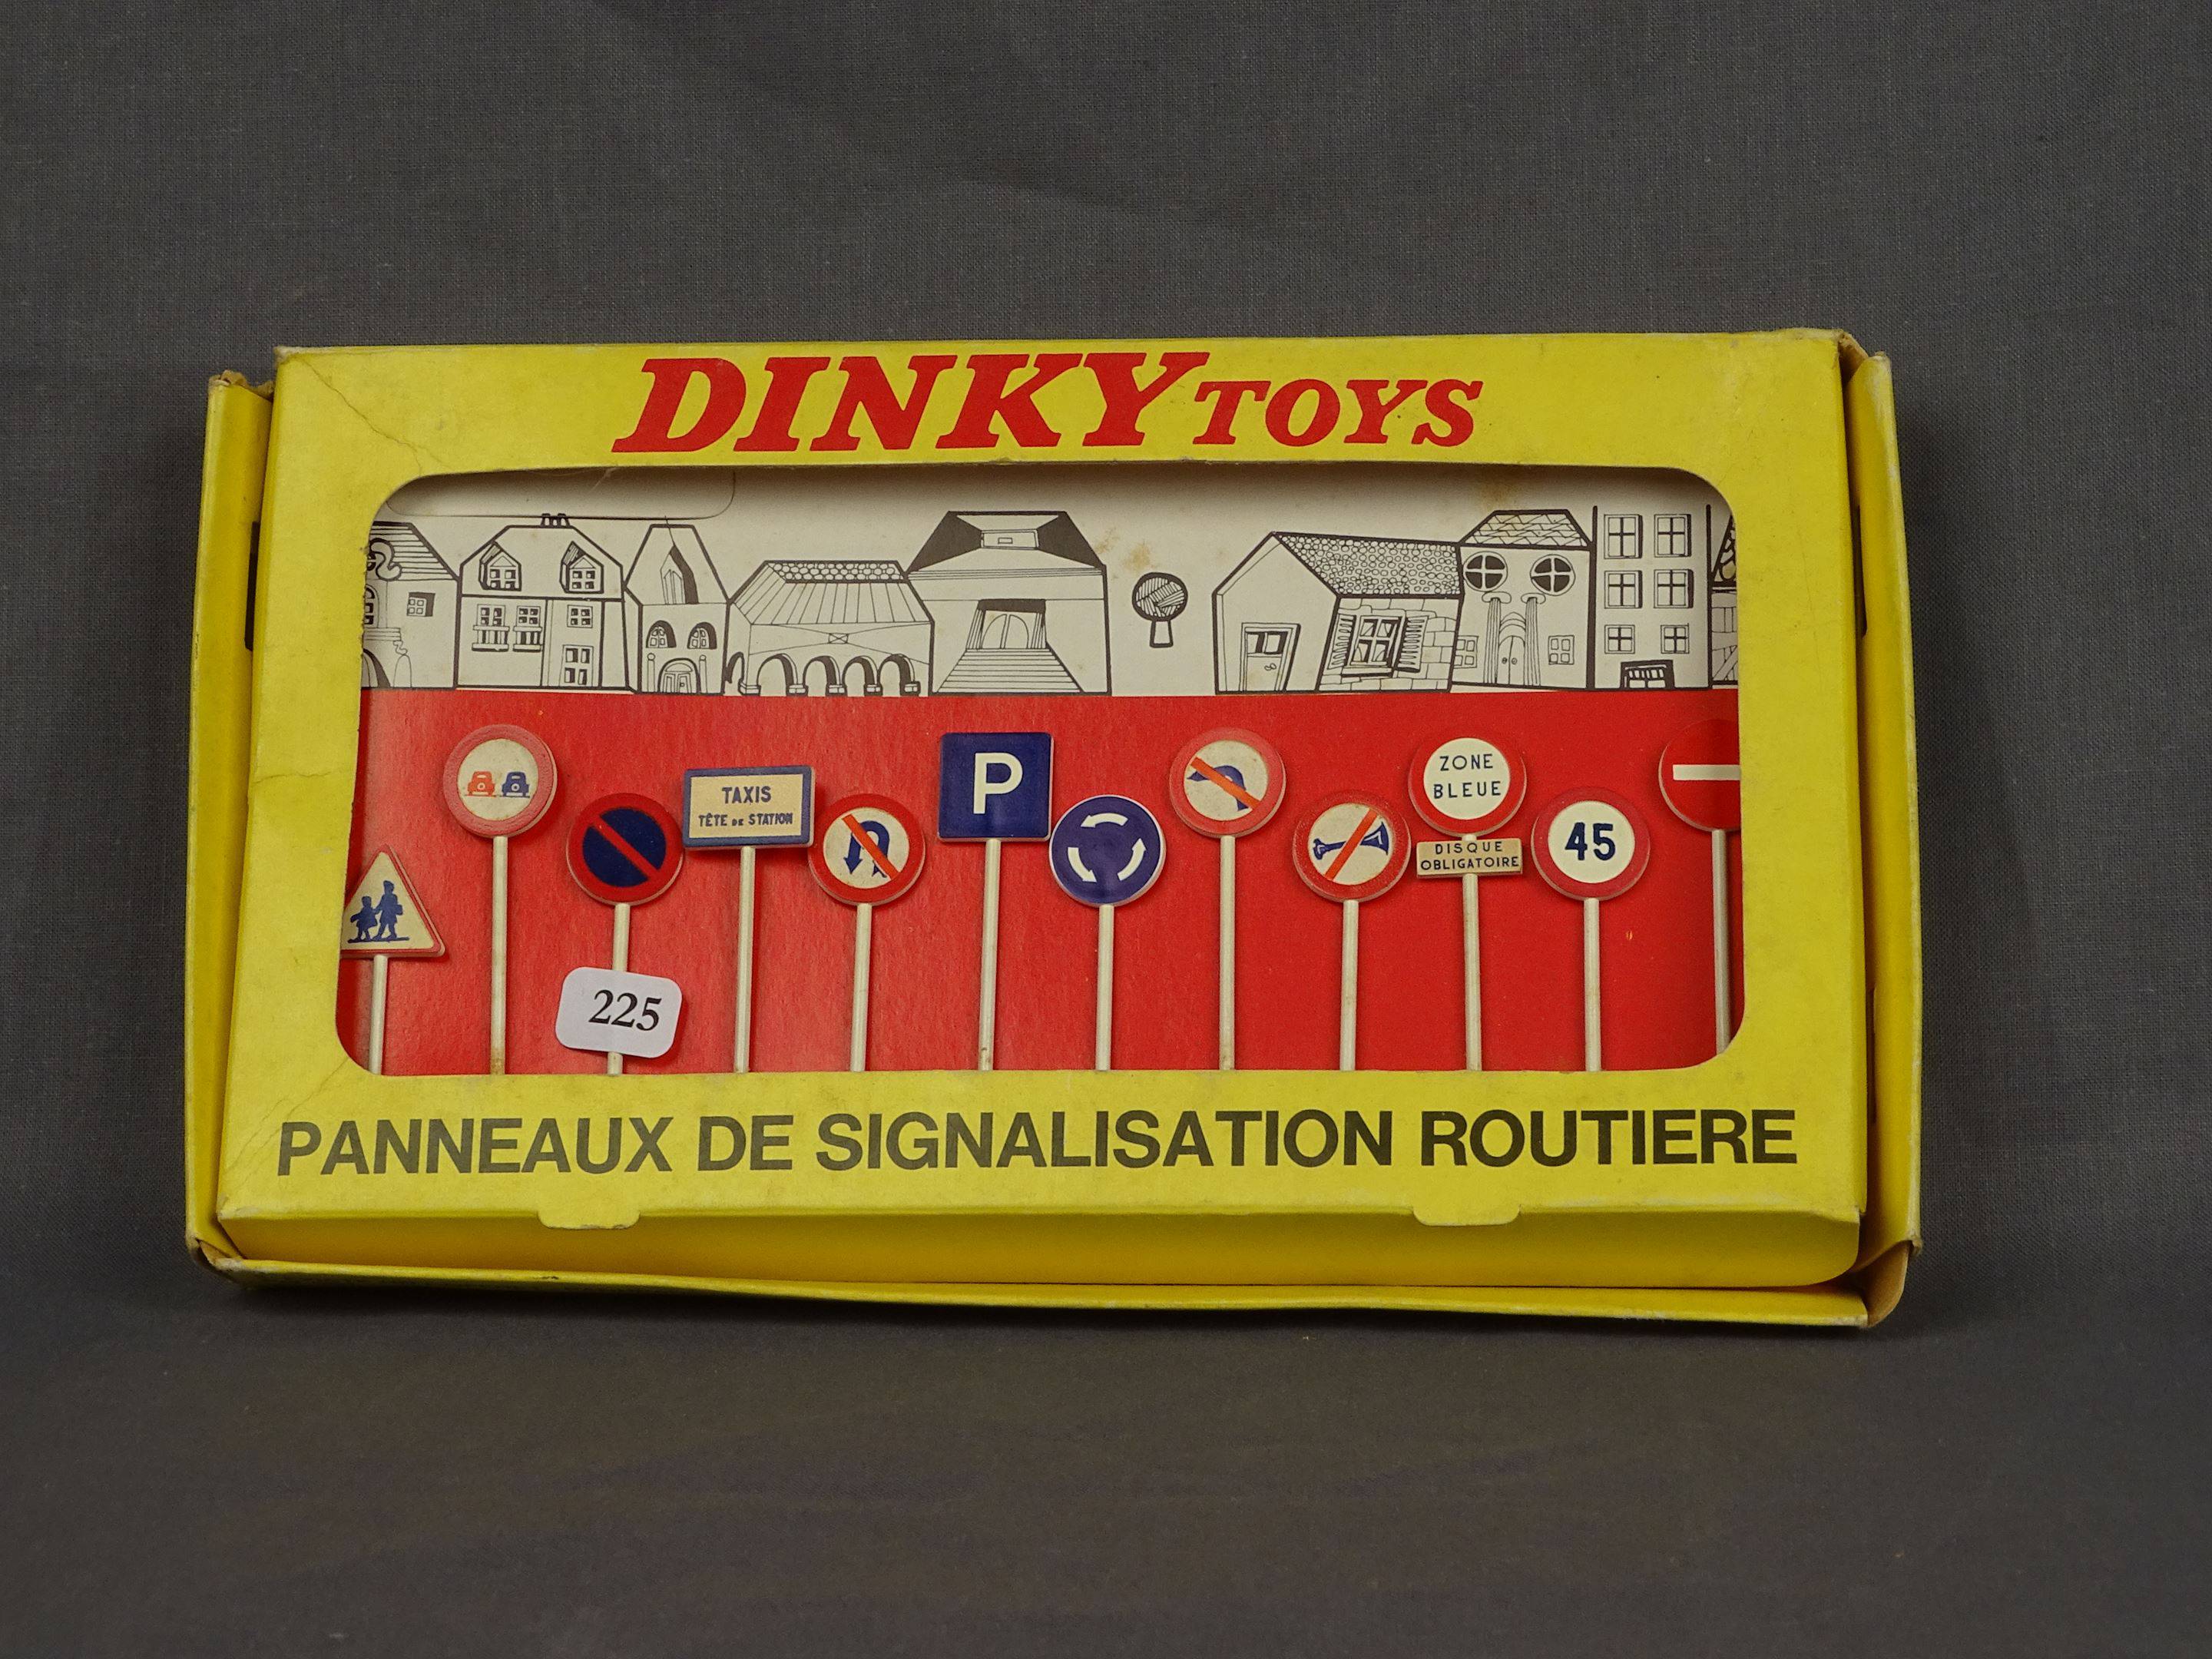 DINKY TOYS
TAXIS
TÊTE DE STATION
P
ZONE
BLEUE
DISQUE
OBLIGATOIRE
45
225
PANNEAUX DE SIGNALISATION ROUTIERE